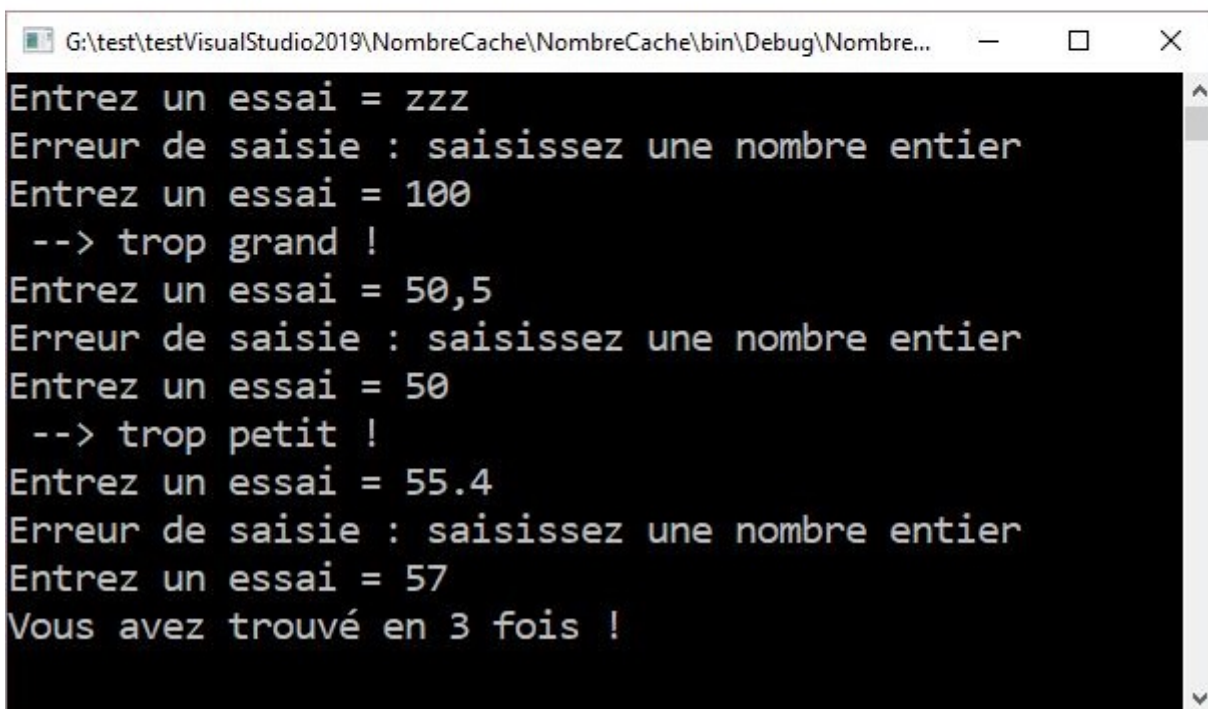 G:\test\testVisualStudio2019\NombreCache\NombreCache\bin\Debug\Nombre...
Entrez un essai = zzz
Erreur de saisie : saisissez une nombre entier
Entrez un essai = 100
 --> trop grand !
Entrez un essai = 50,5
Erreur de saisie : saisissez une nombre entier
Entrez un essai = 50
 --> trop petit !
Entrez un essai = 55.4
Erreur de saisie : saisissez une nombre entier
Entrez un essai = 57
Vous avez trouvé en 3 fois !